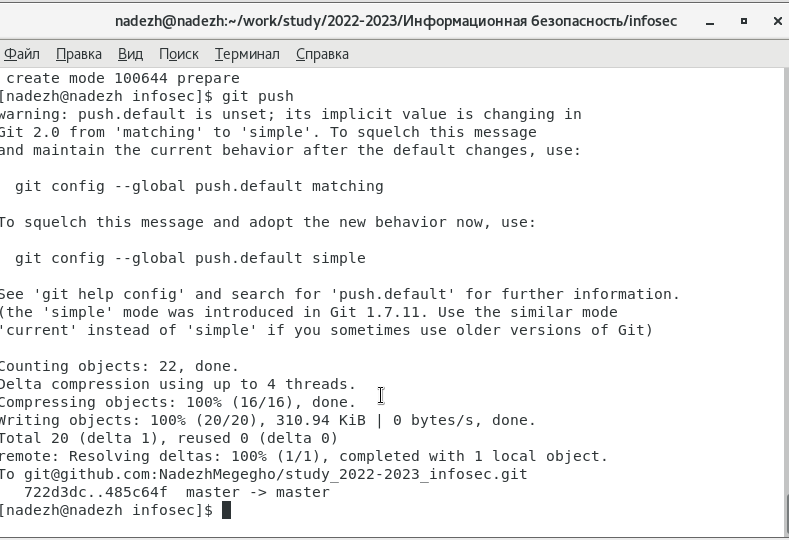 nadezh@nadezh:~/work/study/2022-2023/Информационная безопасность/infosec
Файл Правка Вид Поиск Терминал Справка
create mode 100644 prepare
[nadezh@nadezh infosec]$ git push
warning: push.default is unset; its implicit value is changing in
Git 2.0 from 'matching' to 'simple'. To squelch this message
and maintain the current behavior after the default changes, use:
git config --global push.default matching
To squelch this message and adopt the new behavior now, use:
git config --global push.default simple
See 'git help config' and search for 'push.default' for further information.
(the 'simple' mode was introduced in Git 1.7.11. Use the similar mode
'current' instead of 'simple' if you sometimes use older versions of Git)
Counting objects: 22, done.
Delta compression using up to 4 threads.
Compressing objects: 100% (16/16), done.
Writing objects: 100% (20/20), 310.94 KiB | 0 bytes/s, done.
Total 20 (delta 1), reused 0 (delta 0)
remote: Resolving deltas: 100% (1/1), completed with 1 local object.
To git@github.com:NadezhMegegho/study_2022-2023_infosec.git
722d3dc..485c64f  master -> master
[nadezh@nadezh infosec]$